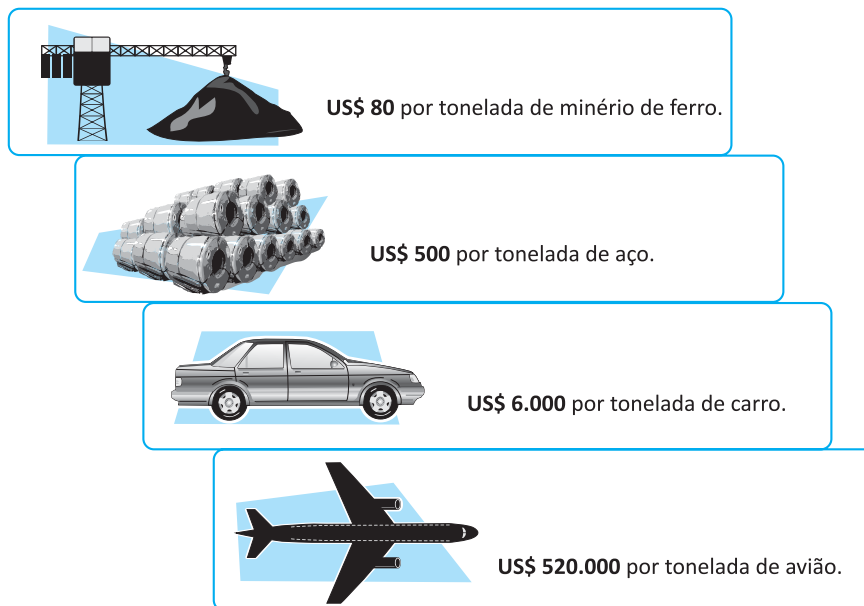 US$ 80 por tonelada de minério de ferro.
US$ 500 por tonelada de aço.
US$ 6.000 por tonelada de carro.
US$ 520.000 por tonelada de avião.